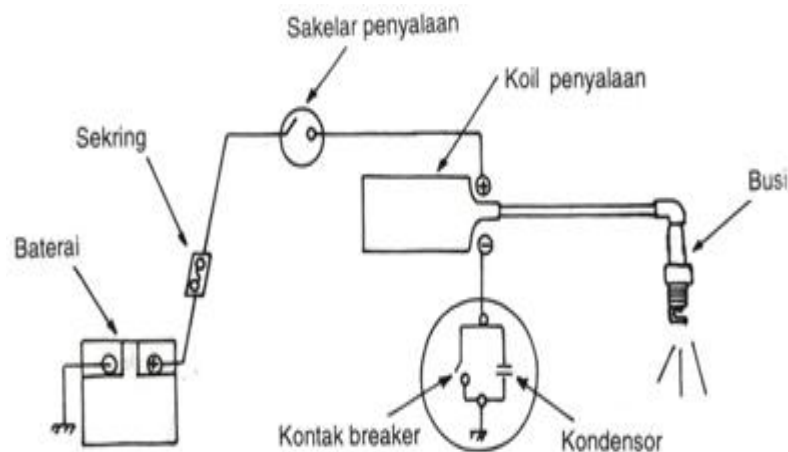 Sakelar penyalaan
Koil penyalaan
Sekring
Busi
Baterai
Kontak breaker
Kondensor